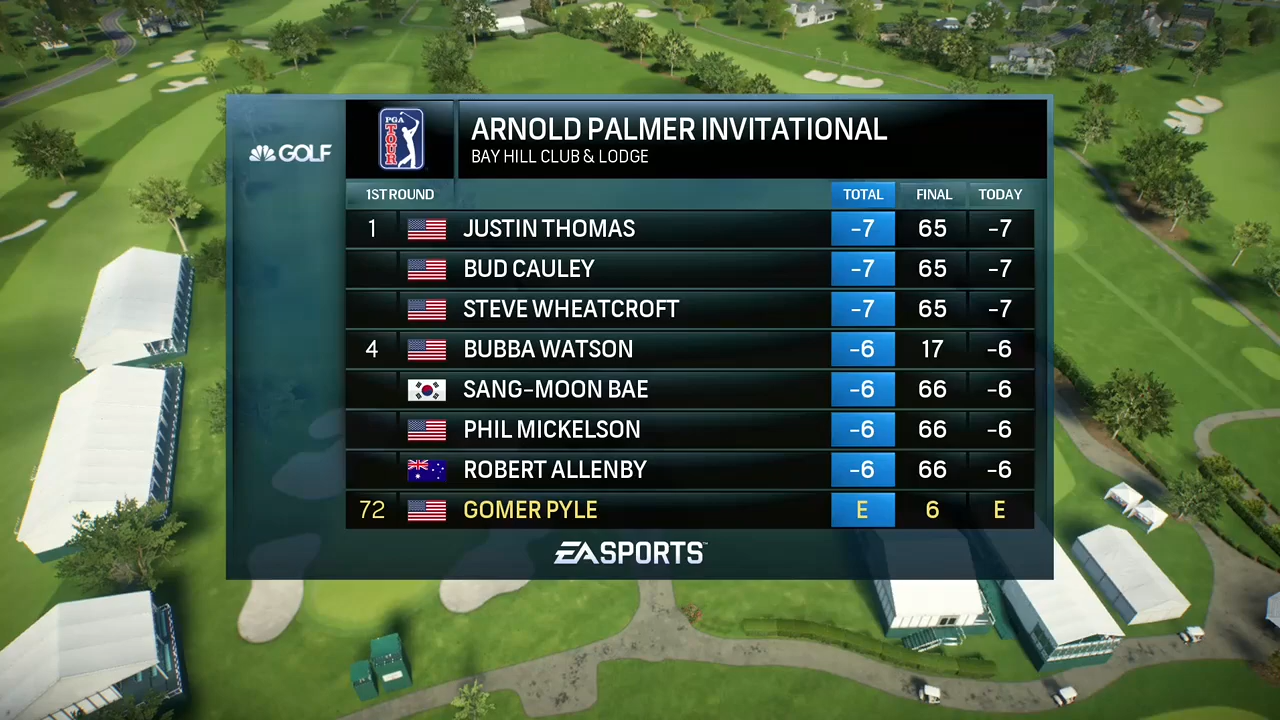 GOLF
PGA TOUR
ARNOLD PALMER INVITATIONAL
BAY HILL CLUB & LODGE
1ST ROUND TOTAL FINAL TODAY
1 JUSTIN THOMAS -7 65 -7
BUD CAULEY -7 65 -7
STEVE WHEATCROFT -7 65 -7
4 BUBBA WATSON -6 17 -6
SANG-MOON BAE -6 66 -6
PHIL MICKELSON -6 66 -6
ROBERT ALLENBY -6 66 -6
72 GOMER PYLE E 6 E
EA SPORTS™